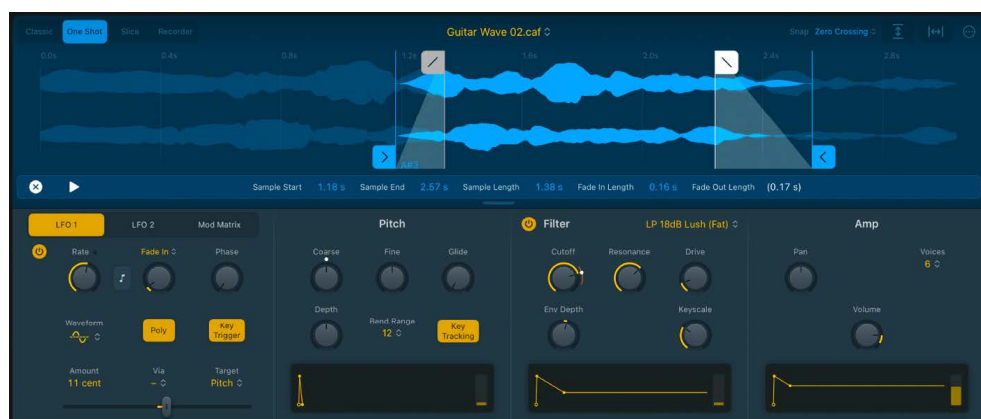 Classic One Shot Slice Recorder Guitar Wave 02.caf Snap Zero Crossing
0.0s 0.4s 0.8s 1.2s 1.6s 2.0s 2.4s 2.8s
A#3
Sample Start 1.18 s Sample End 2.57 s Sample Length 1.38 s Fade In Length 0.16 s Fade Out Length (0.17 s)
LFO 1 LFO 2 Mod Matrix Pitch Filter LP 18dB Lush (Fat) Amp
Rate Fade In Phase Coarse Fine Glide Cutoff Resonance Drive Pan Voices
6
Waveform Poly Key Trigger Depth Bend Range
12 Key Tracking Env Depth Keyscale Volume
Amount Via Target
11 cent – Pitch